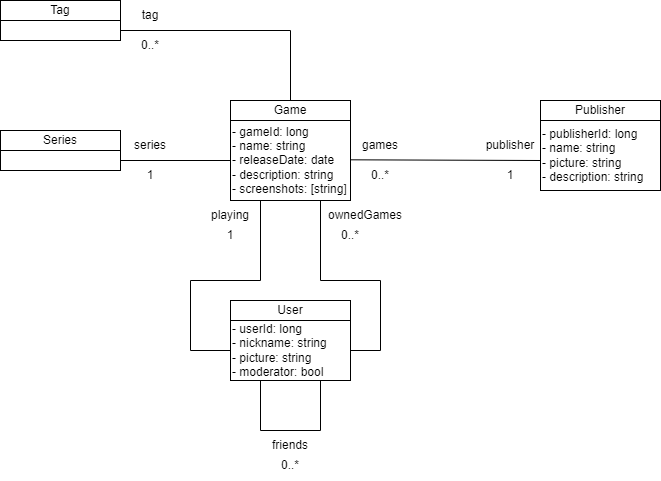 Tag
tag
0..*
Game
- gameId: long
- name: string
- releaseDate: date
- description: string
- screenshots: [string]
Publisher
- publisherId: long
- name: string
- picture: string
- description: string
Series
series
1
games
0..*
publisher
1
playing
1
ownedGames
0..*
User
- userId: long
- nickname: string
- picture: string
- moderator: bool
friends
0..*